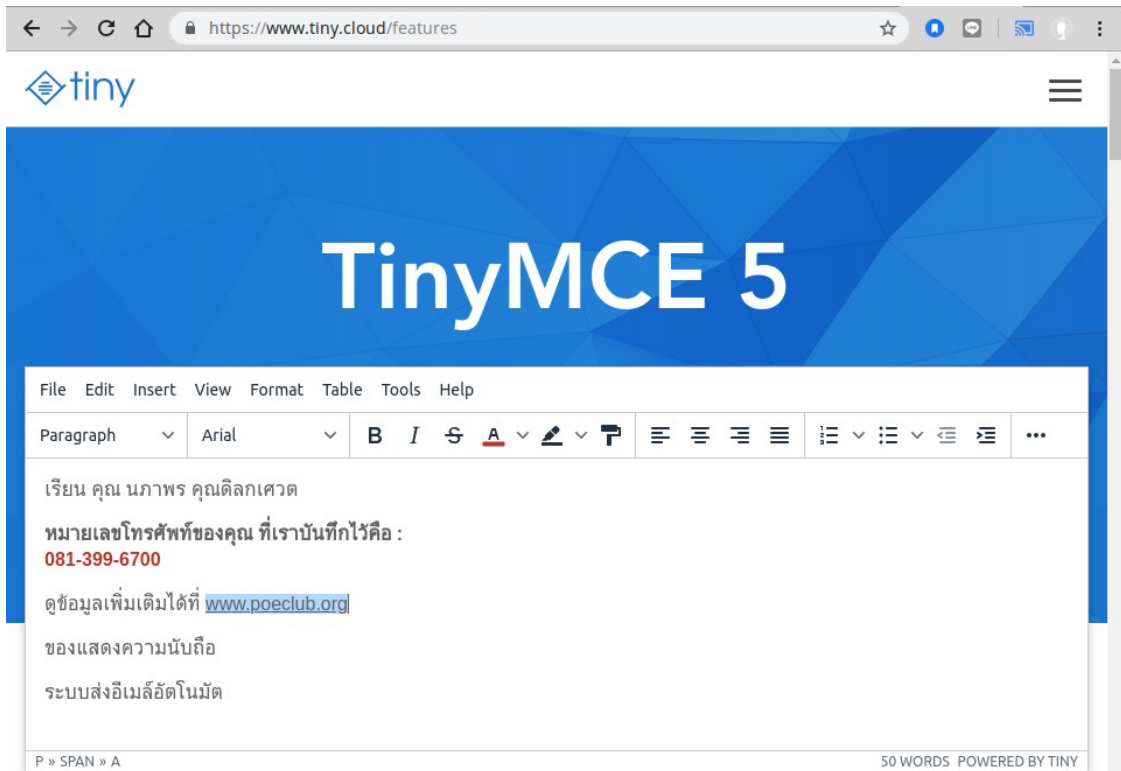 https://www.tiny.cloud/features
tiny
TinyMCE 5
File Edit Insert View Format Table Tools Help
Paragraph Arial B I S A
เรียน คุณ นภาพร คุณดิลกเศวต
หมายเลขโทรศัพท์ของคุณ ที่เราบันทึกไว้คือ :
081-399-6700
ดูข้อมูลเพิ่มเติมได้ที่ www.poeclub.org
ของแสดงความนับถือ
ระบบส่งอีเมล์อัตโนมัต
P » SPAN » A 50 WORDS POWERED BY TINY